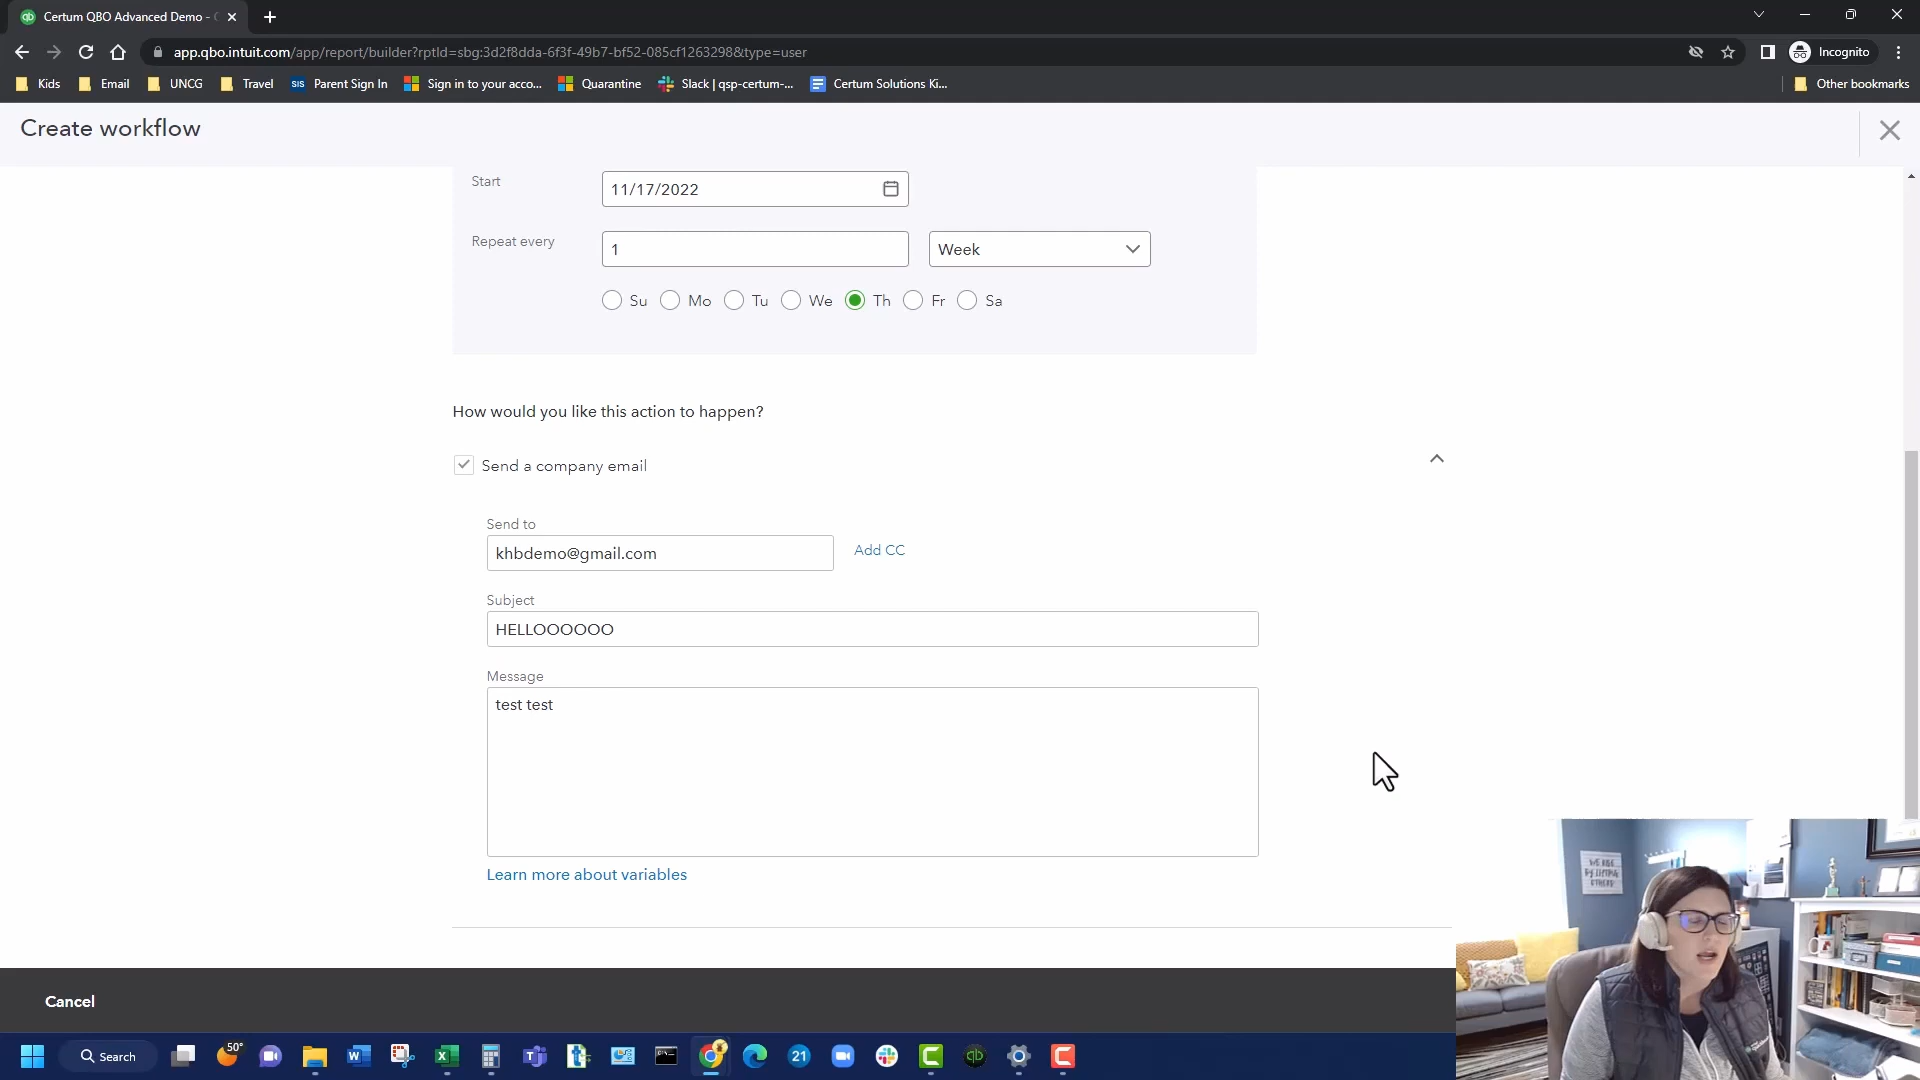 Certum QBO Advanced Demo -
app.qbo.intuit.com/app/report/builder?rptId=sbg:3d2f8dda-6f3f-49b7-bf52-085cf1263298&type=user
Incognito
Kids
Email
UNCG
Travel
SIS
Parent Sign In
Sign in to your acco...
Quarantine
Slack | qsp-certum-...
Certum Solutions Ki...
Other bookmarks
Create workflow
Start
11/17/2022
Repeat every
1
Week
Su Mo Tu We Th Fr Sa
How would you like this action to happen?
Send a company email
Send to
khbdemo@gmail.com
Add CC
Subject
HELLOOOOOO
Message
test test
Learn more about variables
Cancel
Search
50°
21